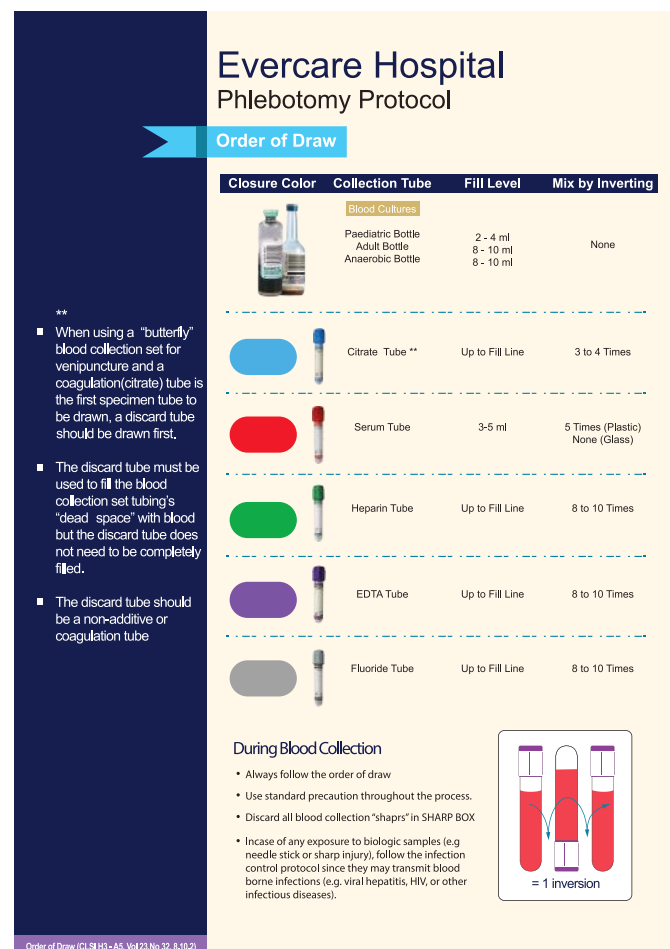 Evercare Hospital
Phlebotomy Protocol
Order of Draw
Closure Color Collection Tube Fill Level Mix by Inverting
Blood Cultures
Paediatric Bottle 2 - 4 ml
Adult Bottle 8 - 10 ml None
Anaerobic Bottle 8 - 10 ml
Citrate Tube ** Up to Fill Line 3 to 4 Times
Serum Tube 3-5 ml 5 Times (Plastic)
None (Glass)
Heparin Tube Up to Fill Line 8 to 10 Times
EDTA Tube Up to Fill Line 8 to 10 Times
Fluoride Tube Up to Fill Line 8 to 10 Times
**
When using a “butterfly”
blood collection set for
venipuncture and a
coagulation(citrate) tube is
the first specimen tube to
be drawn, a discard tube
should be drawn first.
The discard tube must be
used to fill the blood
collection set tubing's
“dead space” with blood
but the discard tube does
not need to be completely
filled.
The discard tube should
be a non-additive or
coagulation tube
During Blood Collection
• Always follow the order of draw
• Use standard precaution throughout the process.
• Discard all blood collection “shaprs” in SHARP BOX
• Incase of any exposure to biologic samples (e.g
needle stick or sharp injury), follow the infection
control protocol since they may transmit blood
borne infections (e.g. viral hepatitis, HIV, or other
infectious diseases).
= 1 inversion
Order of Draw (CLSI H3 - A5, Vol 23,No 32, 8.10.2)